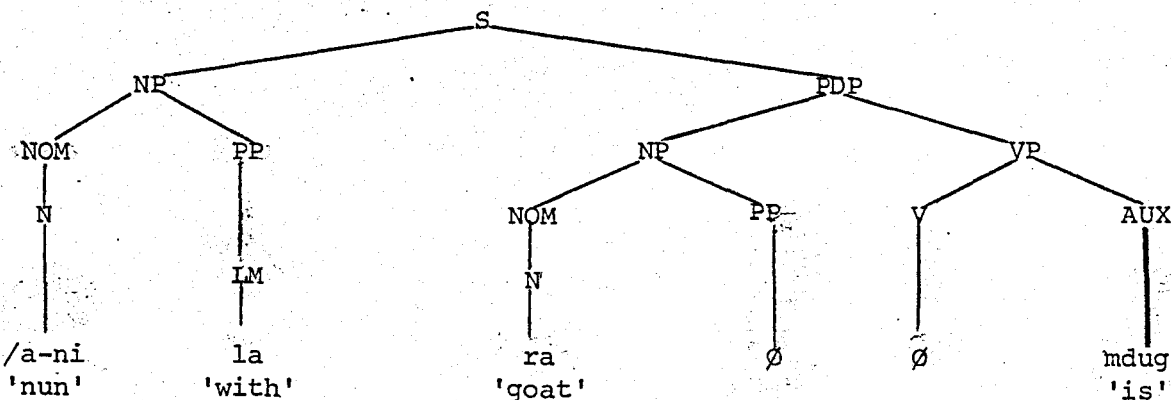 S
NP PDP
NOM PP NP VP
N NOM PP V AUX
LM N
/a-ni la ra Ø Ø mdug
'nun' 'with' 'goat' 'is'